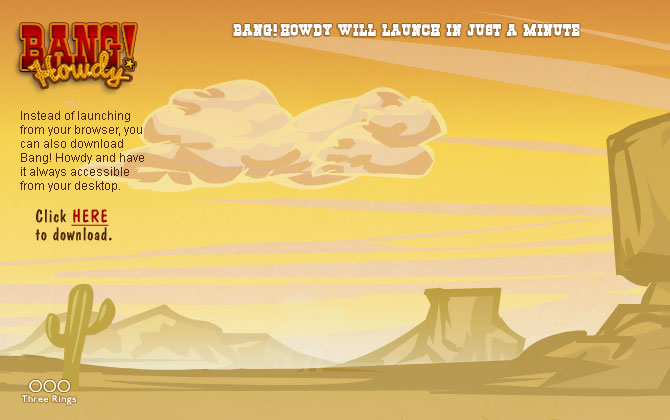 BANG! HOWDY WILL LAUNCH IN JUST A MINUTE
BANG!
Howdy
Instead of launching
from your browser, you
can also download
Bang! Howdy and have
it always accessible
from your desktop.
Click HERE
to download.
Three Rings